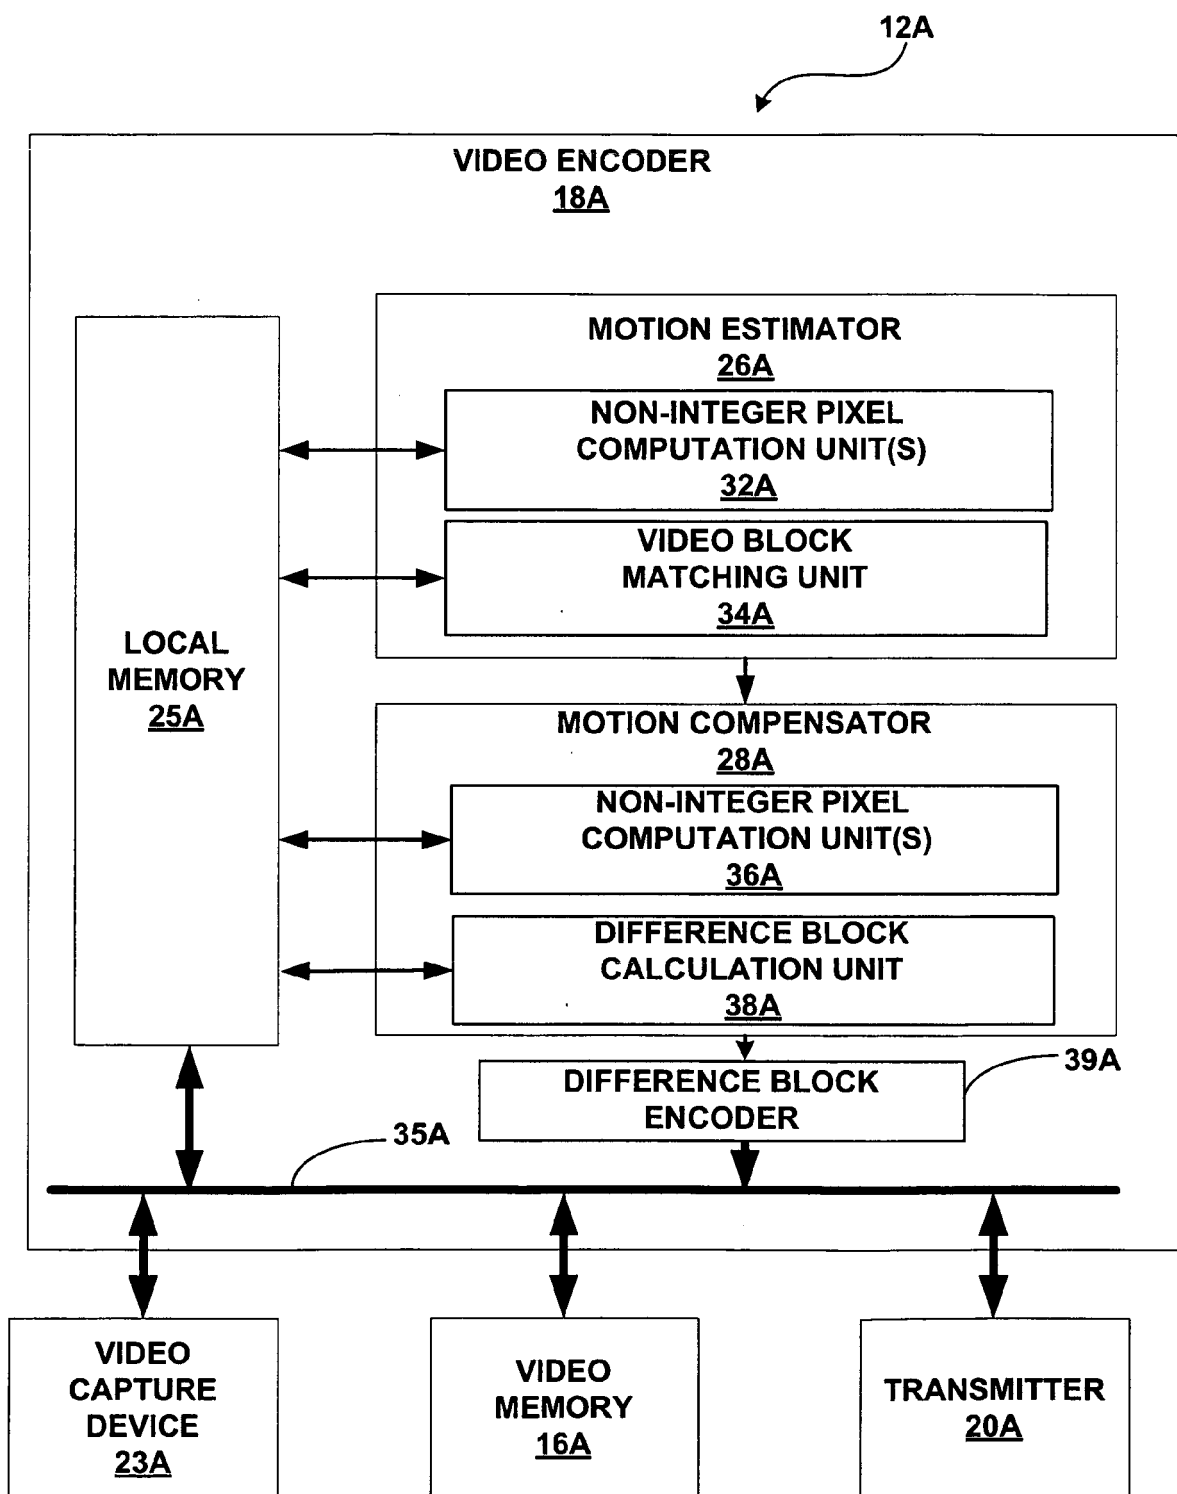 12A
VIDEO ENCODER
18A
MOTION ESTIMATOR
26A
NON-INTEGER PIXEL
COMPUTATION UNIT(S)
32A
VIDEO BLOCK
MATCHING UNIT
34A
LOCAL
MEMORY
25A
MOTION COMPENSATOR
28A
NON-INTEGER PIXEL
COMPUTATION UNIT(S)
36A
DIFFERENCE BLOCK
CALCULATION UNIT
38A
39A
DIFFERENCE BLOCK
ENCODER
35A
VIDEO
CAPTURE
DEVICE
23A
VIDEO
MEMORY
16A
TRANSMITTER
20A